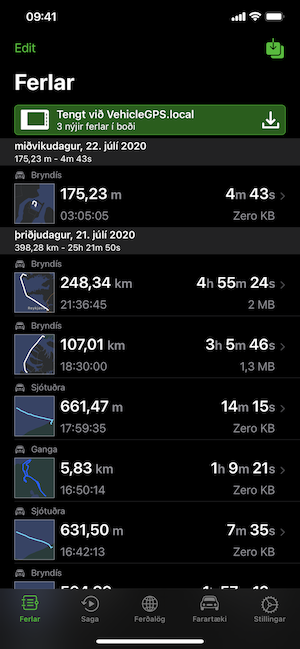 09:41
Edit
Ferlar
Tengt við VehicleGPS.local
3 nýjir ferlar í boði
miðvikudagur, 22. júlí 2020
175,23 m - 4m 43s
Bryndís
175,23 m 4m 43s
03:05:05 Zero KB
þriðjudagur, 21. júlí 2020
398,28 km - 25h 21m 50s
Bryndís
248,34 km 4h 55m 24s
21:36:45 2 MB
Bryndís
107,01 km 3h 5m 46s
18:30:00 1,3 MB
Sjótuðra
661,47 m 14m 15s
17:59:35 Zero KB
Ganga
5,83 km 1h 9m 21s
16:50:14 Zero KB
Sjótuðra
631,50 m 7m 35s
16:42:13 Zero KB
Bryndís
Ferlar Saga Ferðalög Farartæki Stillingar